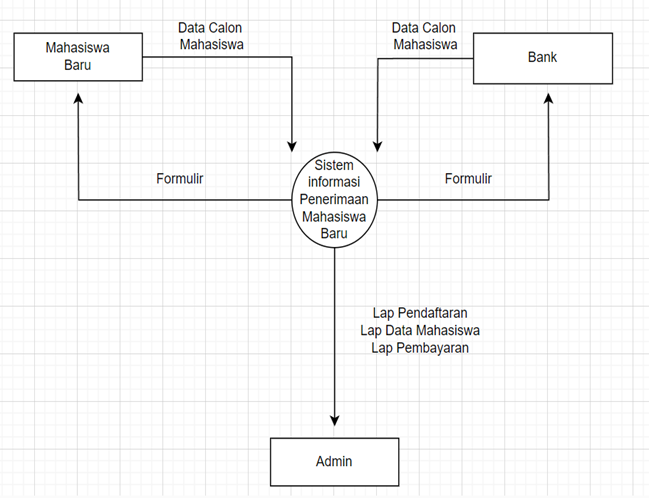 Data Calon
Mahasiswa
Data Calon
Mahasiswa
Mahasiswa
Baru
Bank
Formulir
Sistem
informasi
Penerimaan
Mahasiswa
Baru
Formulir
Lap Pendaftaran
Lap Data Mahasiswa
Lap Pembayaran
Admin